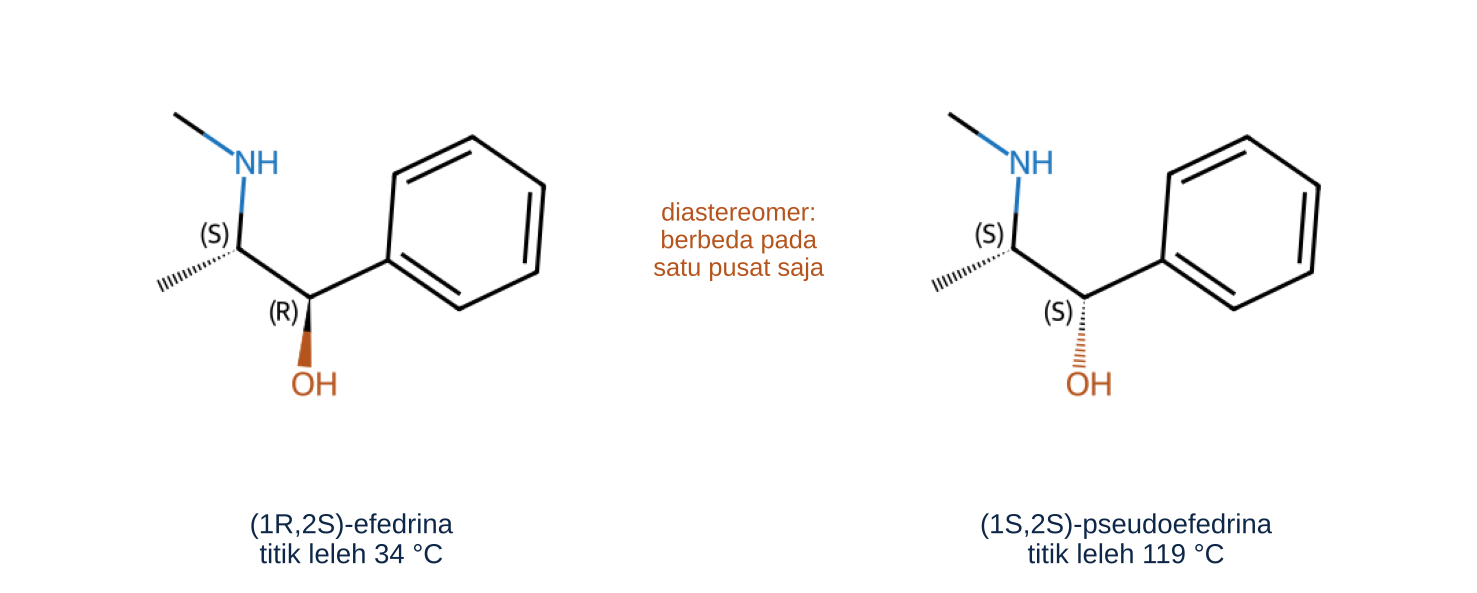 NH
(S)
(R)
OH
diastereomer:
berbeda pada
satu pusat saja
NH
(S)
(S)
OH
(1R,2S)-efedrina
titik leleh 34 °C
(1S,2S)-pseudoefedrina
titik leleh 119 °C